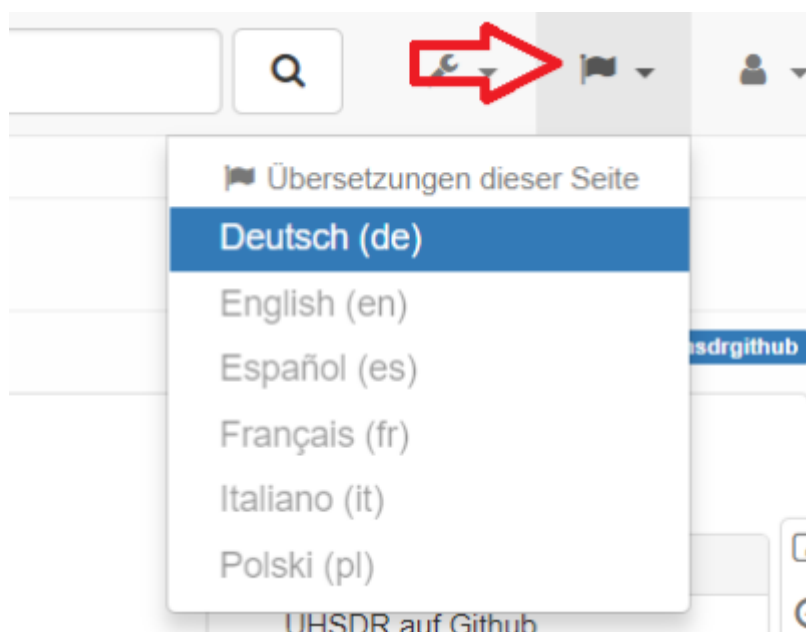 Übersetzungen dieser Seite
Deutsch (de)
English (en)
Español (es)
Français (fr)
Italiano (it)
Polski (pl)
UHSDR auf Github